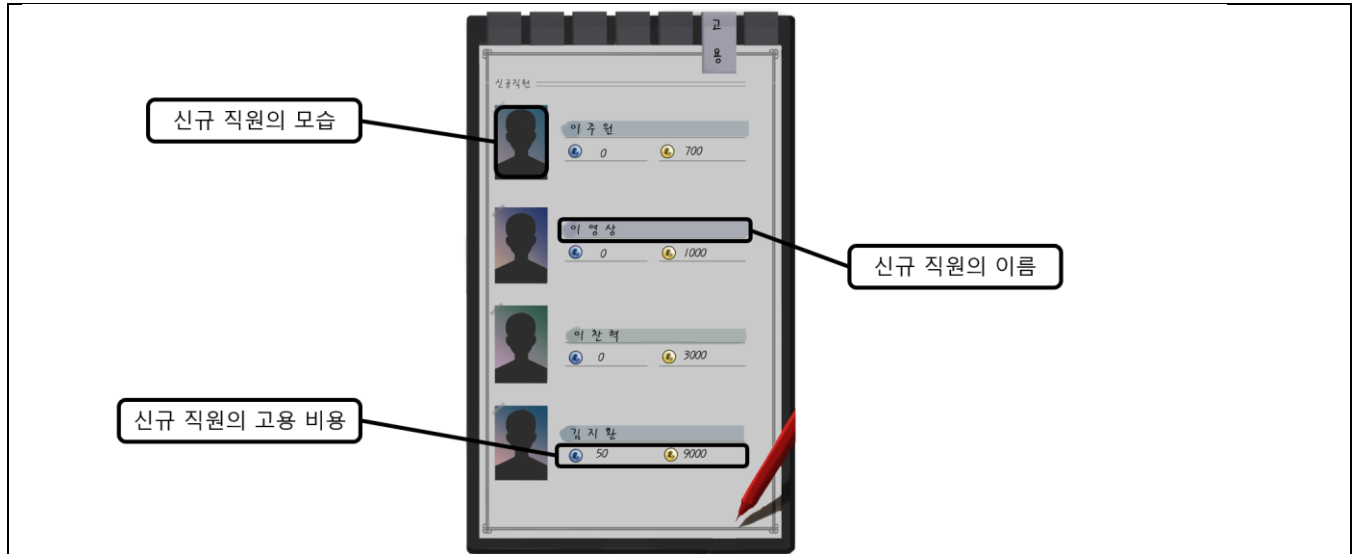 고
용
신규직원
신규 직원의 모습
이주원
0 700
이영상
0 1000
신규 직원의 이름
이찬혁
0 3000
신규 직원의 고용 비용
김지환
50 9000